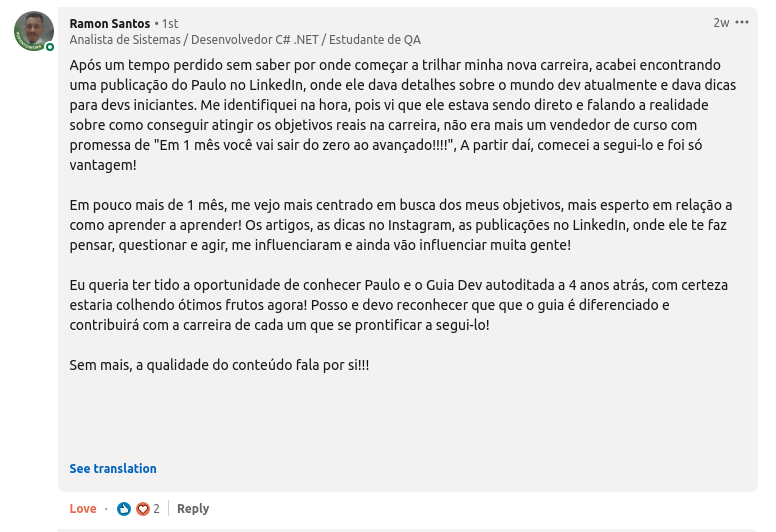 Ramon Santos • 1st
2w •••
Analista de Sistemas / Desenvolvedor C# .NET / Estudante de QA
Após um tempo perdido sem saber por onde começar a trilhar minha nova carreira, acabei encontrando
uma publicação do Paulo no LinkedIn, onde ele dava detalhes sobre o mundo dev atualmente e dava dicas
para devs iniciantes. Me identifiquei na hora, pois vi que ele estava sendo direto e falando a realidade
sobre como conseguir atingir os objetivos reais na carreira, não era mais um vendedor de curso com
promessa de "Em 1 mês você vai sair do zero ao avançado!!!!", A partir daí, comecei a segui-lo e foi só
vantagem!
Em pouco mais de 1 mês, me vejo mais centrado em busca dos meus objetivos, mais esperto em relação a
como aprender a aprender! Os artigos, as dicas no Instagram, as publicações no LinkedIn, onde ele te faz
pensar, questionar e agir, me influenciaram e ainda vão influenciar muita gente!
Eu queria ter tido a oportunidade de conhecer Paulo e o Guia Dev autoditada a 4 anos atrás, com certeza
estaria colhendo ótimos frutos agora! Posso e devo reconhecer que que o guia é diferenciado e
contribuirá com a carreira de cada um que se prontificar a segui-lo!
Sem mais, a qualidade do conteúdo fala por si!!!
See translation
Love · 2 Reply